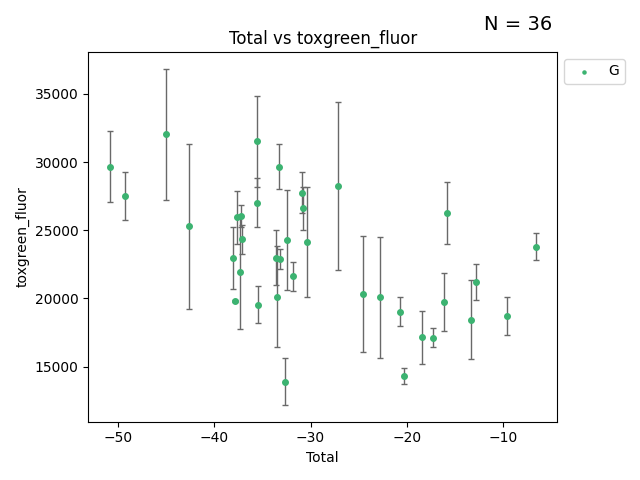 N = 36
Total vs toxgreen_fluor
G
toxgreen_fluor
35000
30000
25000
20000
15000
−50
−40
−30
−20
−10
Total